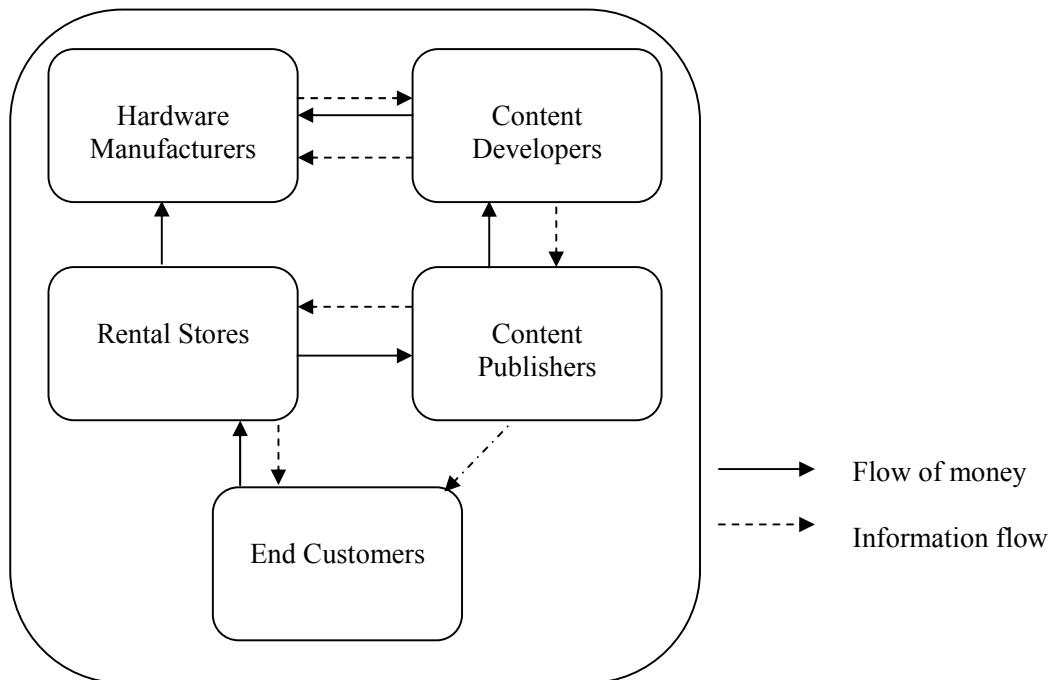 Hardware
Manufacturers
Content
Developers
Rental Stores
Content
Publishers
End Customers
Flow of money
Information flow